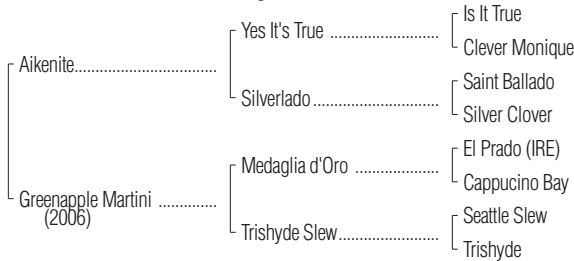 Is It True
Yes It's True ........................
Clever Monique
Aikenite................................
Saint Ballado
Silverlado ............................
Silver Clover
El Prado (IRE)
Medaglia d'Oro ...................
Cappucino Bay
Greenapple Martini .............
(2006)
Seattle Slew
Trishyde Slew.......................
Trishyde